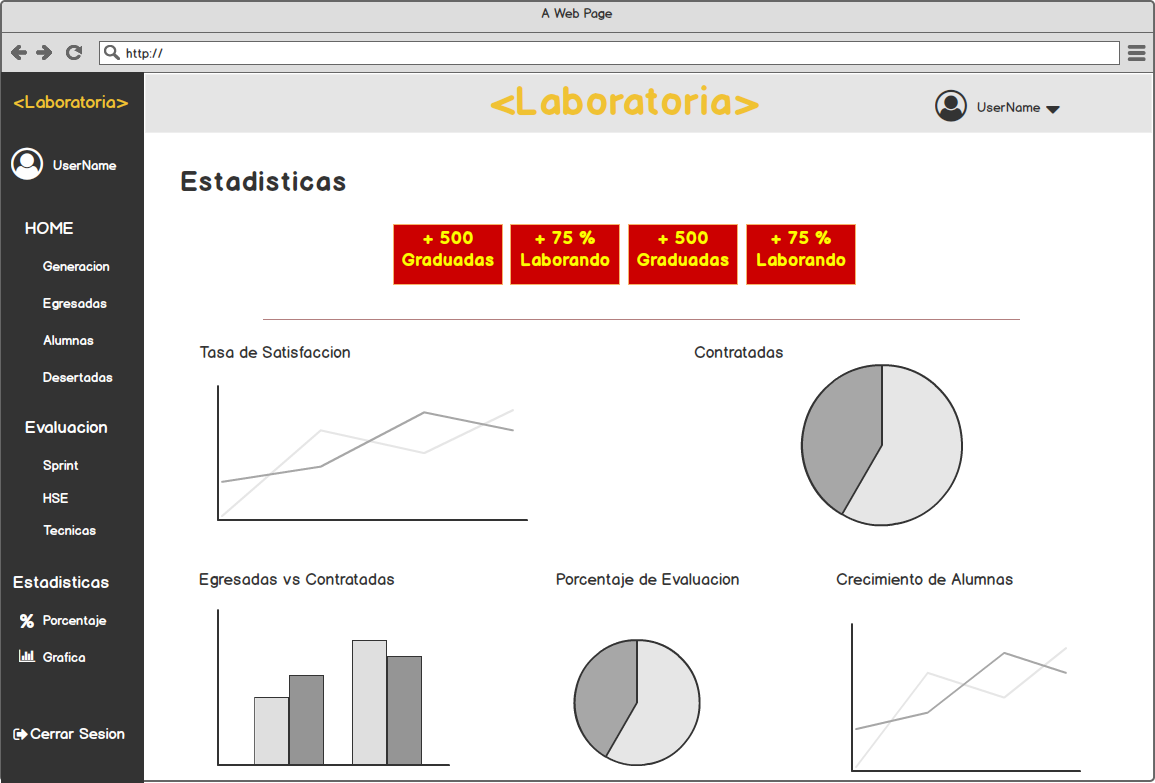 A Web Page
http://
<Laboratoria>
UserName
HOME
Generacion
Egresadas
Alumnas
Desertadas
Evaluacion
Sprint
HSE
Tecnicas
Estadisticas
Porcentaje
Grafica
Cerrar Sesion
<Laboratoria>
UserName
Estadisticas
+ 500
Graduadas
+ 75 %
Laborando
+ 500
Graduadas
+ 75 %
Laborando
Tasa de Satisfaccion
Contratadas
Egresadas vs Contratadas
Porcentaje de Evaluacion
Crecimiento de Alumnas